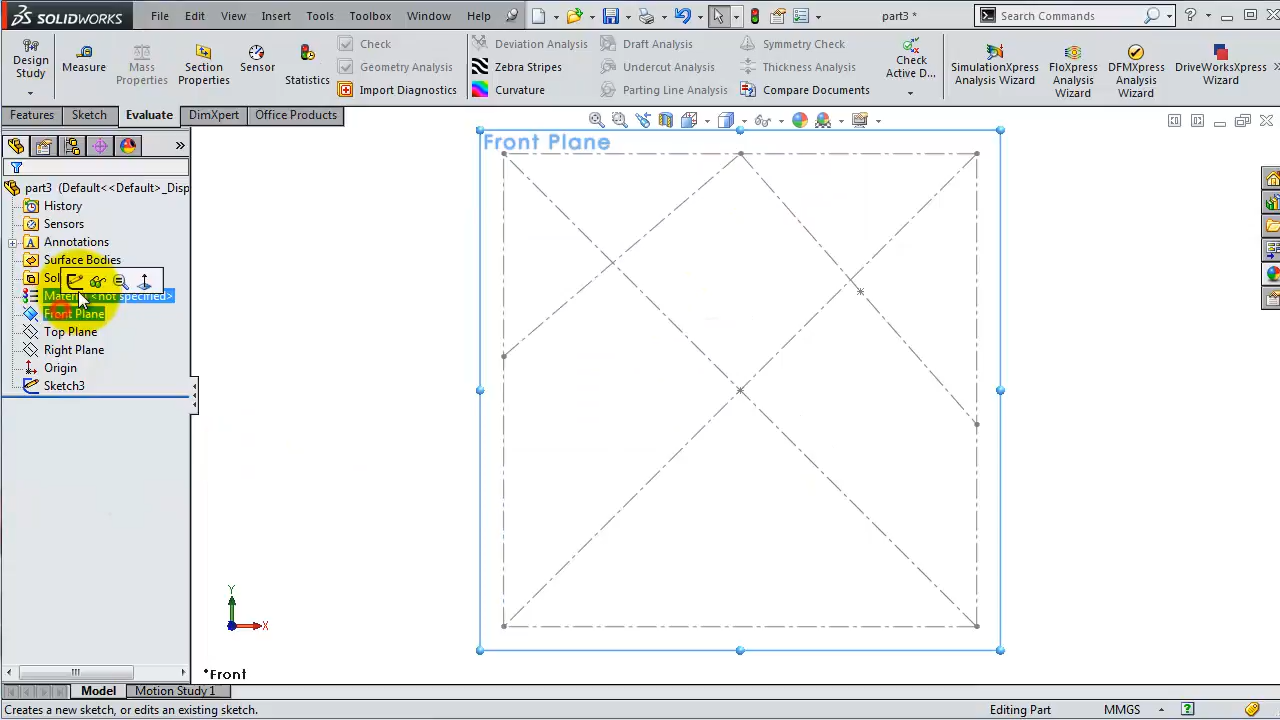 SOLIDWORKS File Edit View Insert Tools Toolbox Window Help part3 * Search Commands
Design Study
Measure
Mass Properties
Section Properties
Sensor
Statistics
Check
Geometry Analysis
Import Diagnostics
Deviation Analysis
Zebra Stripes
Curvature
Draft Analysis
Undercut Analysis
Parting Line Analysis
Symmetry Check
Thickness Analysis
Compare Documents
Check Active D...
SimulationXpress Analysis Wizard
FloXpress Analysis Wizard
DFMXpress Analysis Wizard
DriveWorksXpress Wizard
Features Sketch Evaluate DimXpert Office Products
Front Plane
part3 (Default<<Default>_Disp
History
Sensors
Annotations
Surface Bodies
Material <not specified>
Front Plane
Top Plane
Right Plane
Origin
Sketch3
Y
X
*Front
Model Motion Study 1
Creates a new sketch, or edits an existing sketch. Editing Part MMGS